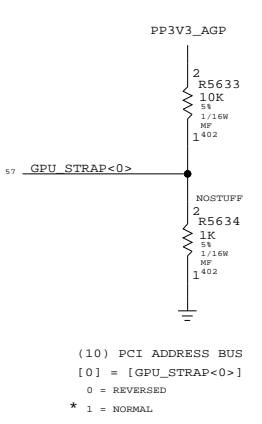 PP3V3_AGP
2
R5633
10K
5%
1/16W
MF
402
1
57 GPU_STRAP<0>
NOSTUFF
2
R5634
1K
5%
1/16W
MF
402
1
(10) PCI ADDRESS BUS
[0] = [GPU_STRAP<0>]
0 = REVERSED
* 1 = NORMAL